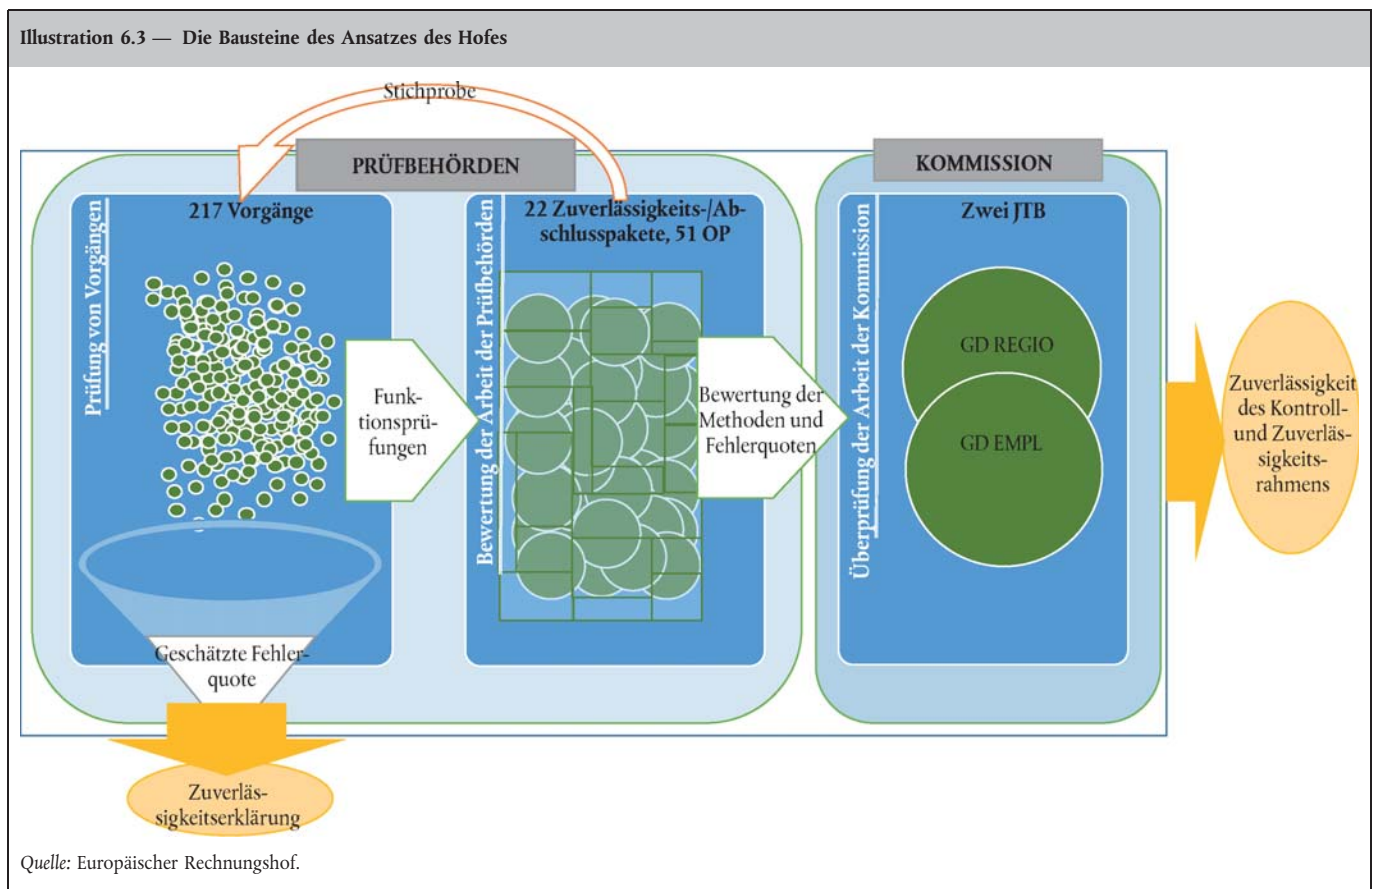 Illustration 6.3 — Die Bausteine des Ansatzes des Hofes
Stichprobe
PRÜFBEHÖRDEN
KOMMISSION
Prüfung von Vorgängen
217 Vorgänge
Funk-
tionsprü-
fungen
Geschätzte Fehler-
quote
Zuverläs-
sigkeitserklärung
Bewertung der Arbeit der Prüfbehörden
22 Zuverlässigkeits-/Ab-
schlusspakete, 51 OP
Bewertung der
Methoden und
Fehlerquoten
Überprüfung der Arbeit der Kommission
Zwei JTB
GD REGIO
GD EMPL
Zuverlässigkeit
des Kontroll-
und Zuverläs-
sigkeits-
rahmens
Quelle: Europäischer Rechnungshof.